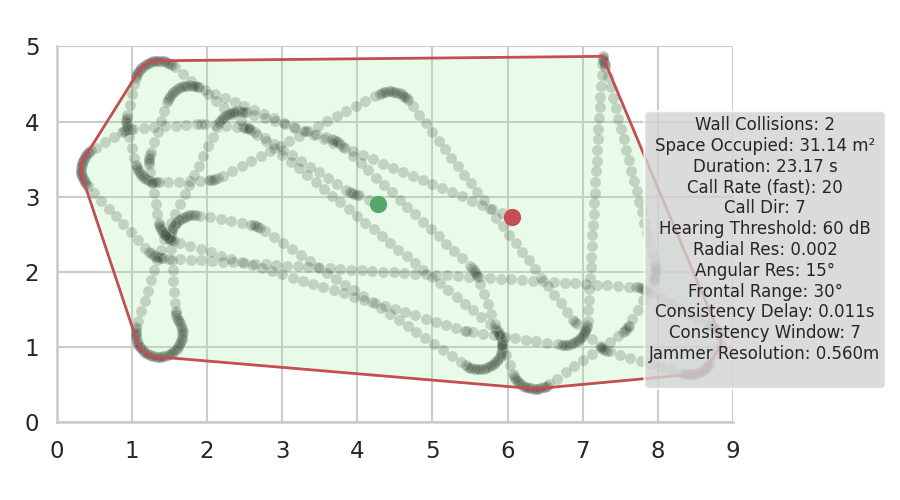 5
4
3
2
1
0
0 1 2 3 4 5 6 7 8 9
Wall Collisions: 2
Space Occupied: 31.14 m²
Duration: 23.17 s
Call Rate (fast): 20
Call Dir: 7
Hearing Threshold: 60 dB
Radial Res: 0.002
Angular Res: 15°
Frontal Range: 30°
Consistency Delay: 0.011s
Consistency Window: 7
Jammer Resolution: 0.560m